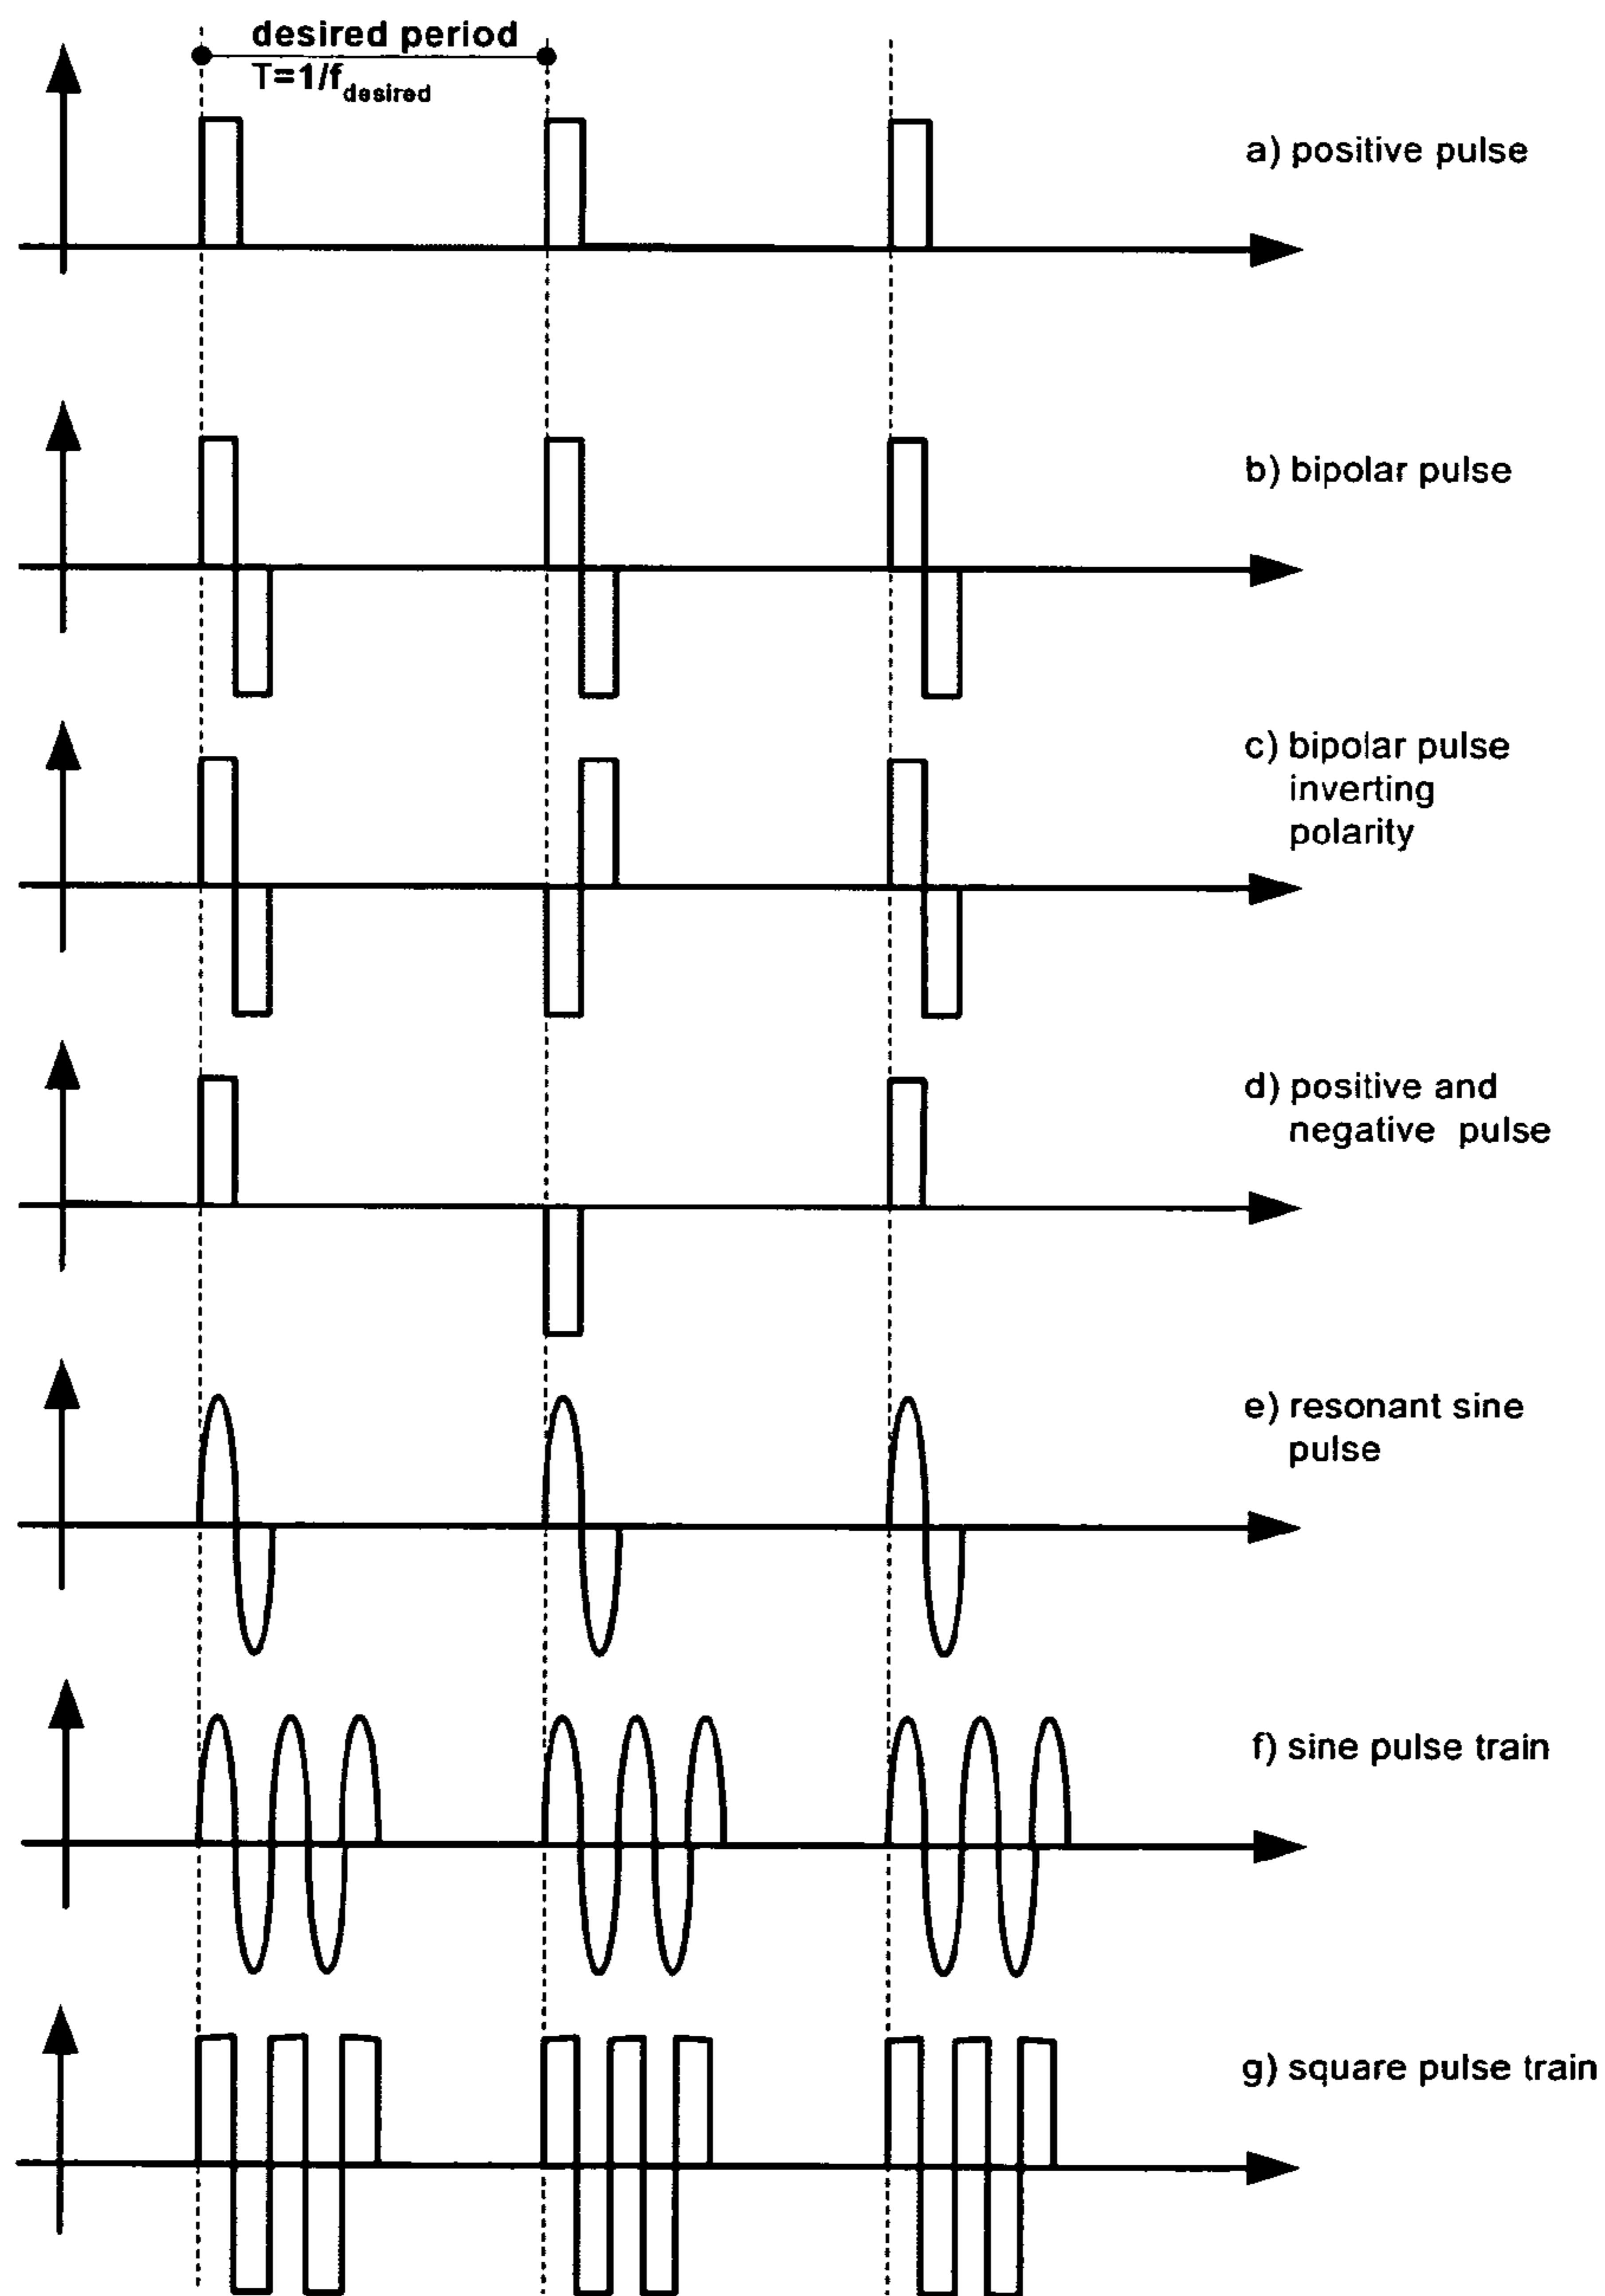 desired period
T=1/fdesired
a) positive pulse
b) bipolar pulse
c) bipolar pulse
inverting
polarity
d) positive and
negative pulse
e) resonant sine
pulse
f) sine pulse train
g) square pulse train